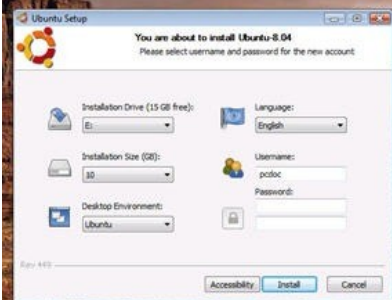 Ubuntu Setup
You are about to install Ubuntu-8.04
Please select username and password for the new account
Installation Drive (15 GB free):
E:
Language:
English
Installation Size (GB):
10
Username:
pcdoc
Password:
Desktop Environment:
Ubuntu
Rev 449
Accessibility
Install
Cancel